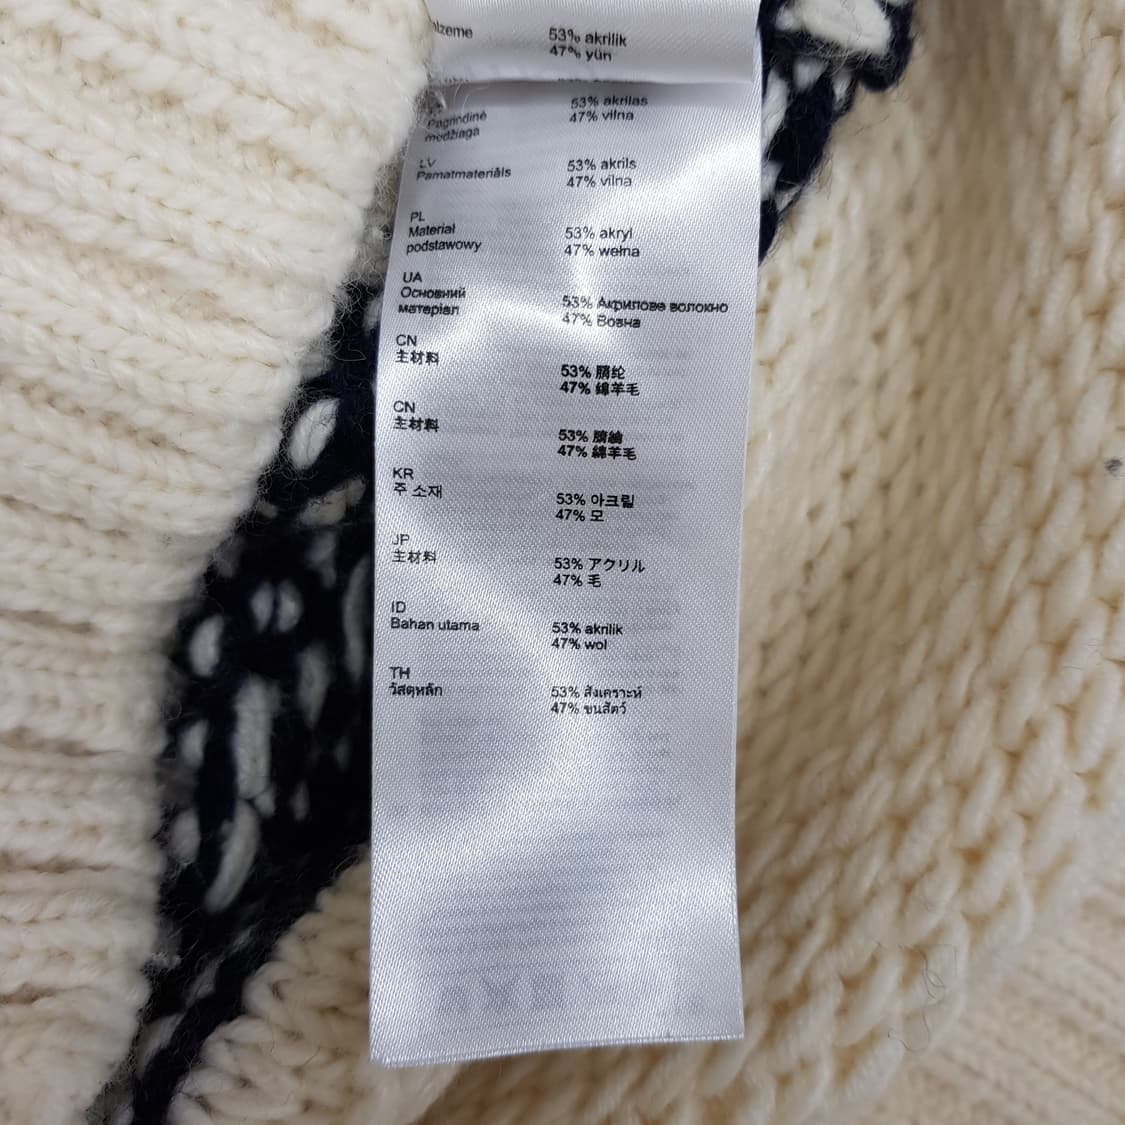 53% akrilik
47% yün
Pagrindinė
medžiaga
53% akrilas
47% vilna
LV
Pamatmateriāls
53% akrils
47% vilna
PL
Materiał
podstawowy
53% akryl
47% wełna
UA
Основний
матеріал
53% Акрилове волокно
47% Вовна
CN
主材料
53% 腈纶
47% 绵羊毛
CN
主材料
53% 腈綸
47% 綿羊毛
KR
주 소재
53% 아크릴
47% 모
JP
主材料
53% アクリル
47% 毛
ID
Bahan utama
53% akrilik
47% wol
TH
วัสดุหลัก
53% สังเคราะห์
47% ขนสัตว์